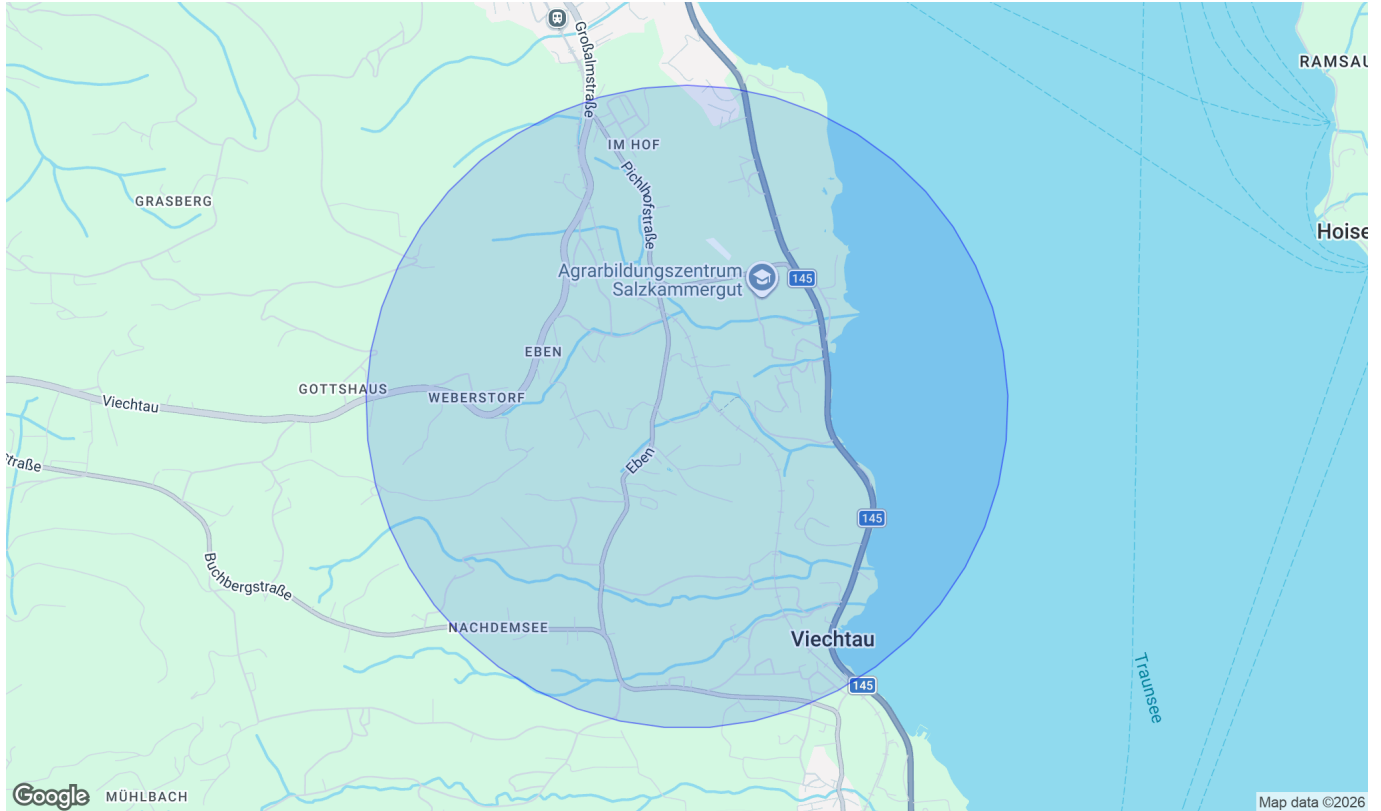 Großalmstraße
RAMSAU
IM HOF
Pichlhofstraße
GRASBERG
Hoise
Agrarbildungszentrum
Salzkammergut
145
EBEN
GOTTSHAUS
WEBERSTORF
Viechtau
straße
Eben
145
Buchbergstraße
NACHDEMSEE
Viechtau
145
Traunsee
Google
MÜHLBACH
Map data ©2026